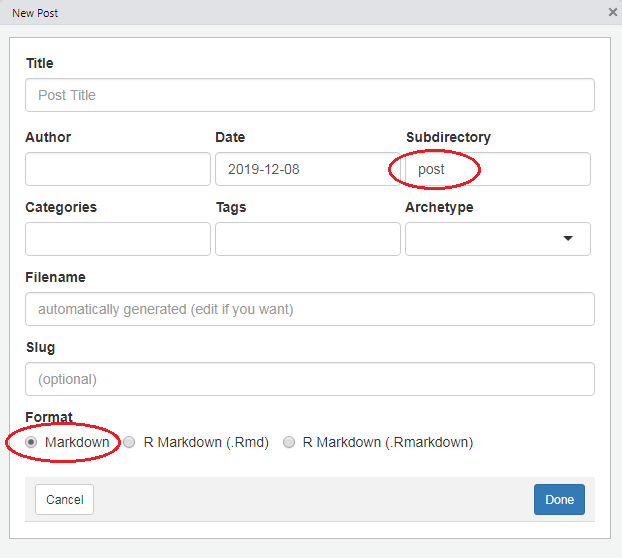 New Post
Title
Post Title
Author Date Subdirectory
2019-12-08 post
Categories Tags Archetype
Filename
automatically generated (edit if you want)
Slug
(optional)
Format
Markdown R Markdown (.Rmd) R Markdown (.Rmarkdown)
Cancel Done